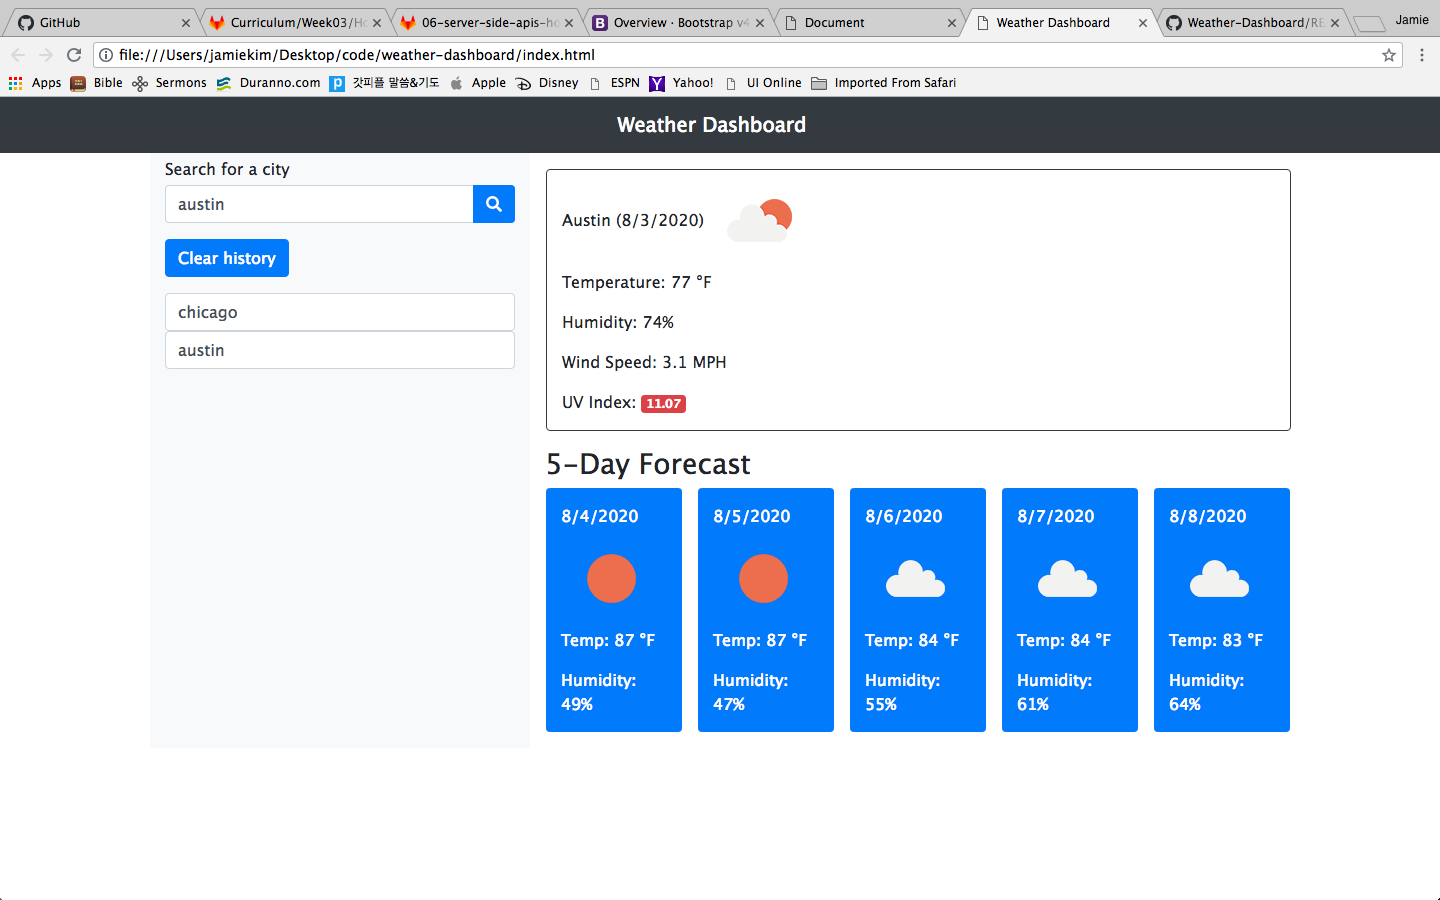 GitHub
Curriculum/Week03/Ho
06-server-side-apis-ho
Overview · Bootstrap v4
Document
Weather Dashboard
Weather-Dashboard/RE
Jamie
file:///Users/jamiekim/Desktop/code/weather-dashboard/index.html
Apps
Bible
Sermons
Duranno.com
갓피플 말씀&기도
Apple
Disney
ESPN
Yahoo!
UI Online
Imported From Safari
Weather Dashboard
Search for a city
austin
Clear history
chicago
austin
Austin (8/3/2020)
Temperature: 77 °F
Humidity: 74%
Wind Speed: 3.1 MPH
UV Index: 11.07
5-Day Forecast
8/4/2020
Temp: 87 °F
Humidity:
49%
8/5/2020
Temp: 87 °F
Humidity:
47%
8/6/2020
Temp: 84 °F
Humidity:
55%
8/7/2020
Temp: 84 °F
Humidity:
61%
8/8/2020
Temp: 83 °F
Humidity:
64%